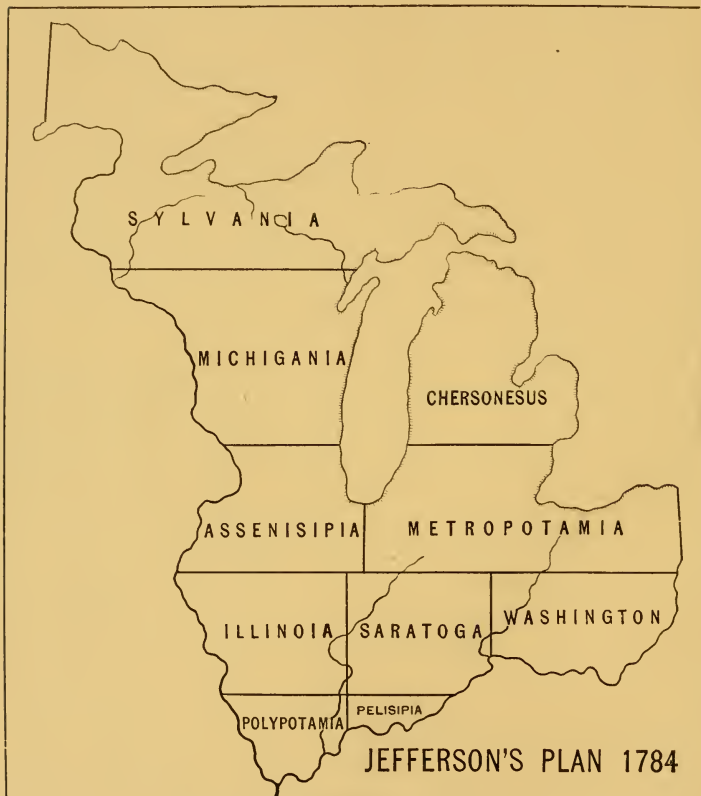 SYLVANIA
MICHIGANIA
CHERSONESUS
ASSENISIPIA
METROPOTAMIA
ILLINOIA
SARATOGA
WASHINGTON
POLYPOTAMIA
PELISIPIA
JEFFERSON'S PLAN 1784